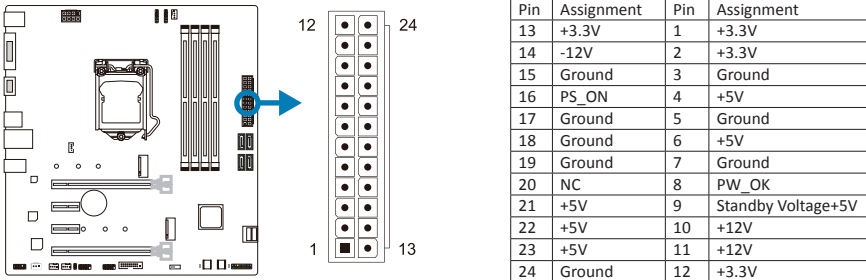 12 24
1 13
Pin Assignment Pin Assignment
13 +3.3V 1 +3.3V
14 -12V 2 +3.3V
15 Ground 3 Ground
16 PS_ON 4 +5V
17 Ground 5 Ground
18 Ground 6 +5V
19 Ground 7 Ground
20 NC 8 PW_OK
21 +5V 9 Standby Voltage+5V
22 +5V 10 +12V
23 +5V 11 +12V
24 Ground 12 +3.3V